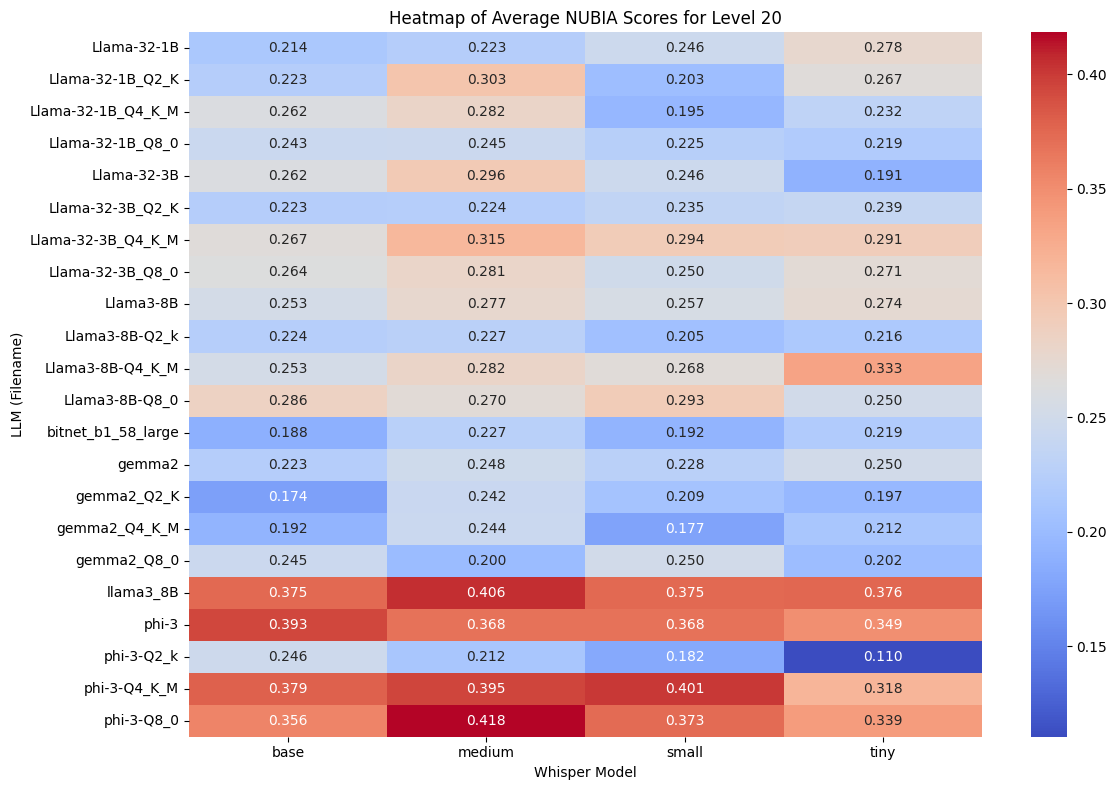 Heatmap of Average NUBIA Scores for Level 20
Llama-32-1B 0.214 0.223 0.246 0.278
Llama-32-1B_Q2_K 0.223 0.303 0.203 0.267
Llama-32-1B_Q4_K_M 0.262 0.282 0.195 0.232
Llama-32-1B_Q8_0 0.243 0.245 0.225 0.219
Llama-32-3B 0.262 0.296 0.246 0.191
Llama-32-3B_Q2_K 0.223 0.224 0.235 0.239
Llama-32-3B_Q4_K_M 0.267 0.315 0.294 0.291
Llama-32-3B_Q8_0 0.264 0.281 0.250 0.271
Llama3-8B 0.253 0.277 0.257 0.274
Llama3-8B-Q2_k 0.224 0.227 0.205 0.216
Llama3-8B-Q4_K_M 0.253 0.282 0.268 0.333
Llama3-8B-Q8_0 0.286 0.270 0.293 0.250
bitnet_b1_58_large 0.188 0.227 0.192 0.219
gemma2 0.223 0.248 0.228 0.250
gemma2_Q2_K 0.174 0.242 0.209 0.197
gemma2_Q4_K_M 0.192 0.244 0.177 0.212
gemma2_Q8_0 0.245 0.200 0.250 0.202
llama3_8B 0.375 0.406 0.375 0.376
phi-3 0.393 0.368 0.368 0.349
phi-3-Q2_k 0.246 0.212 0.182 0.110
phi-3-Q4_K_M 0.379 0.395 0.401 0.318
phi-3-Q8_0 0.356 0.418 0.373 0.339
base medium small tiny
Whisper Model
LLM (Filename)
0.40
0.35
0.30
0.25
0.20
0.15